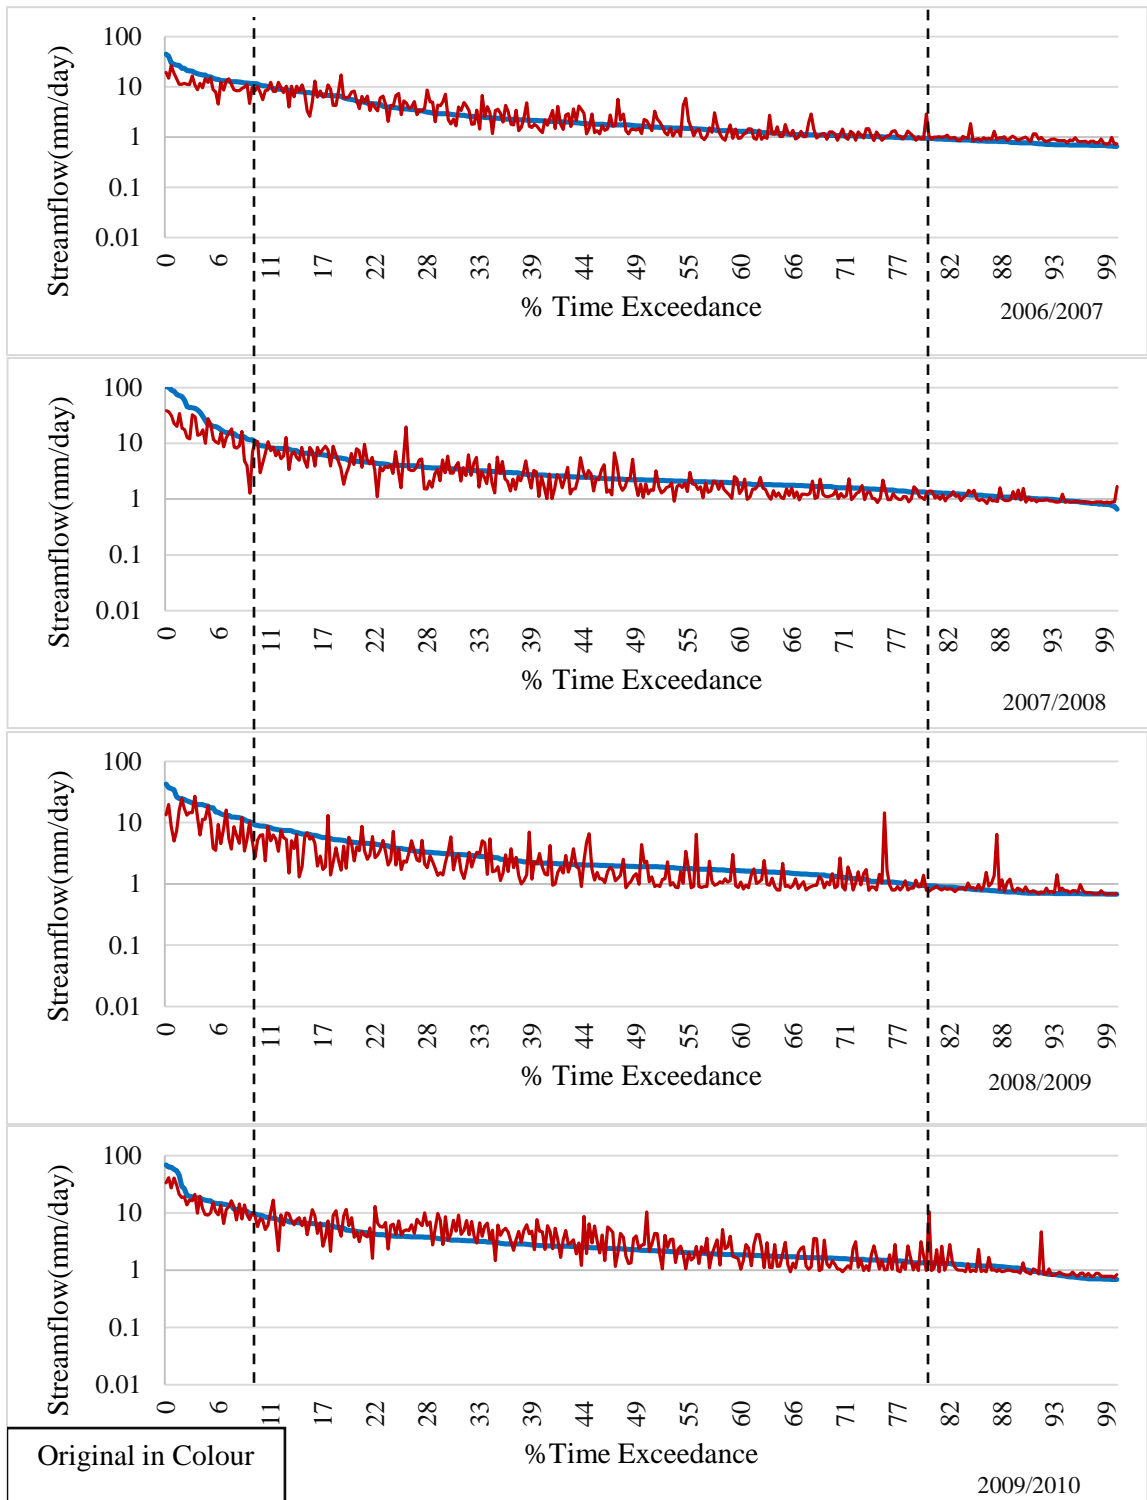 Streamflow(mm/day)
100
10
1
0.1
0.01
0 6 11 17 22 28 33 39 44 49 55 60 66 71 77 82 88 93 99
% Time Exceedance
2006/2007
Streamflow(mm/day)
100
10
1
0.1
0.01
0 6 11 17 22 28 33 39 44 49 55 60 66 71 77 82 88 93 99
% Time Exceedance
2007/2008
Streamflow(mm/day)
100
10
1
0.1
0.01
0 6 11 17 22 28 33 39 44 49 55 60 66 71 77 82 88 93 99
% Time Exceedance
2008/2009
Streamflow(mm/day)
100
10
1
0.1
0.01
0 6 11 17 22 28 33 39 44 49 55 60 66 71 77 82 88 93 99
%Time Exceedance
Original in Colour
2009/2010